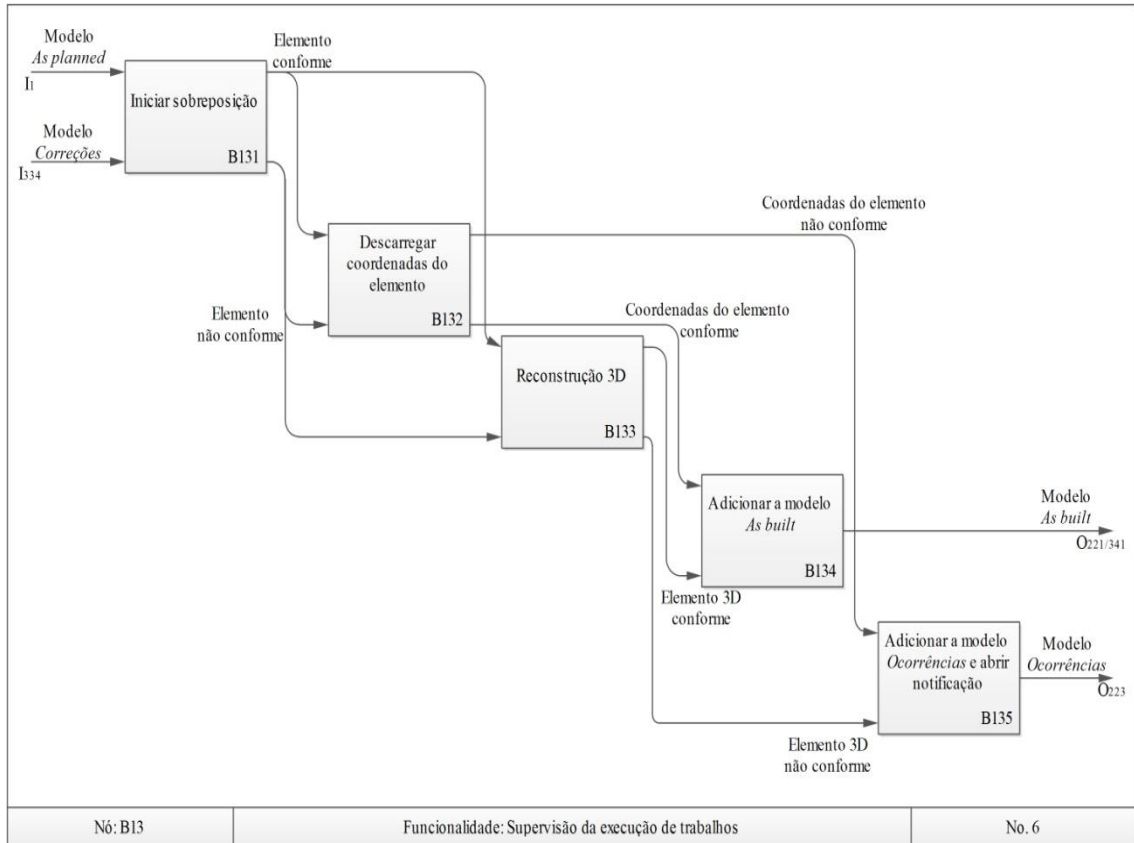 Modelo
As planned
I1
Modelo
Correções
I334
Iniciar sobreposição
B131
Elemento
conforme
Elemento
não conforme
Descarregar
coordenadas do
elemento
B132
Coordenadas do elemento
não conforme
Coordenadas do elemento
conforme
Reconstrução 3D
B133
Elemento 3D
conforme
Elemento 3D
não conforme
Adicionar a modelo
As built
B134
Modelo
As built
O221/341
Adicionar a modelo
Ocorrências e abrir
notificação
B135
Modelo
Ocorrências
O223
Nó: B13
Funcionalidade: Supervisão da execução de trabalhos
No. 6